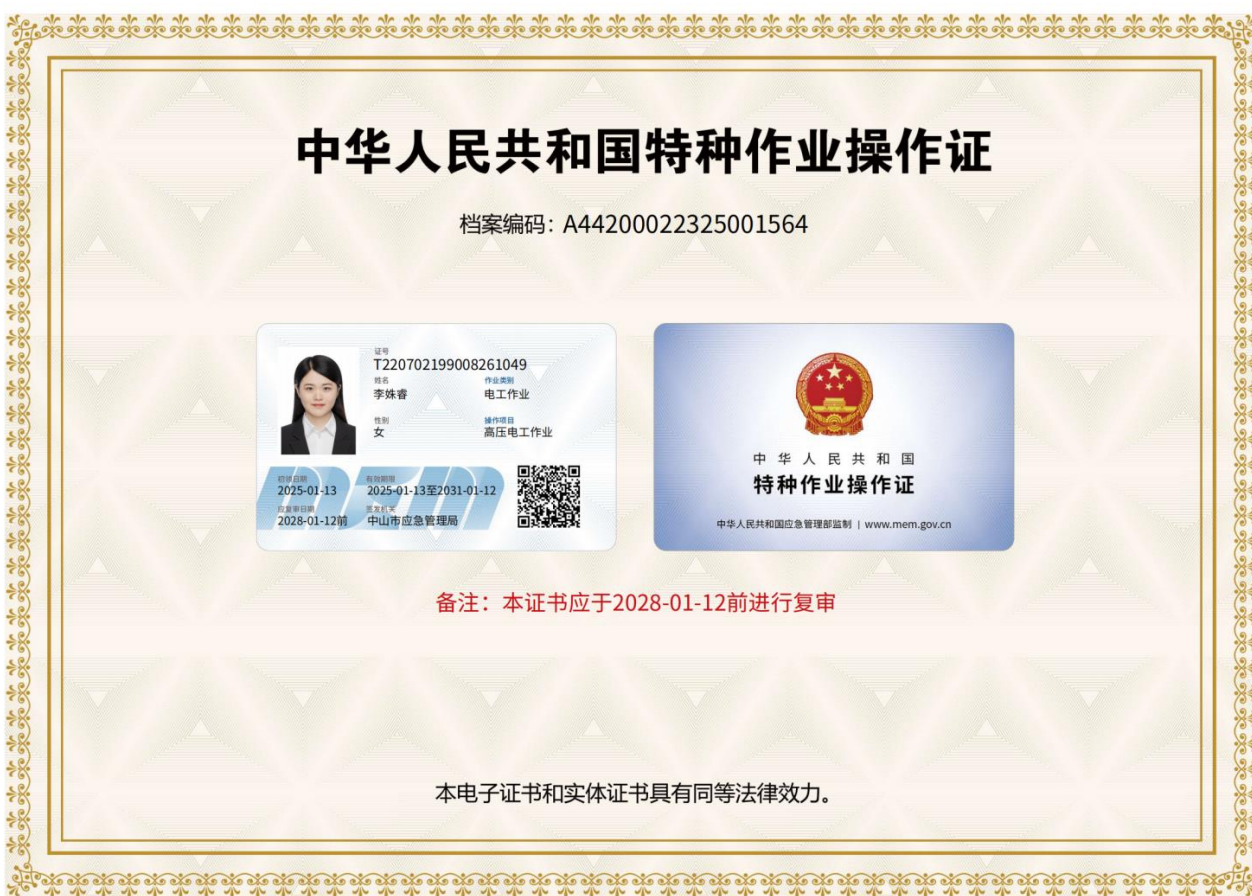 中华人民共和国特种作业操作证
档案编码：A44200022325001564
证号
T220702199008261049
姓名
作业类别
李姝睿
电工作业
性别
操作项目
女
高压电工作业
初领日期
有效期限
2025-01-13
2025-01-13至2031-01-12
应复审日期
签发机关
2028-01-12前
中山市应急管理局
中华人民共和国
特种作业操作证
中华人民共和国应急管理部监制 | www.mem.gov.cn
备注：本证书应于2028-01-12前进行复审
本电子证书和实体证书具有同等法律效力。